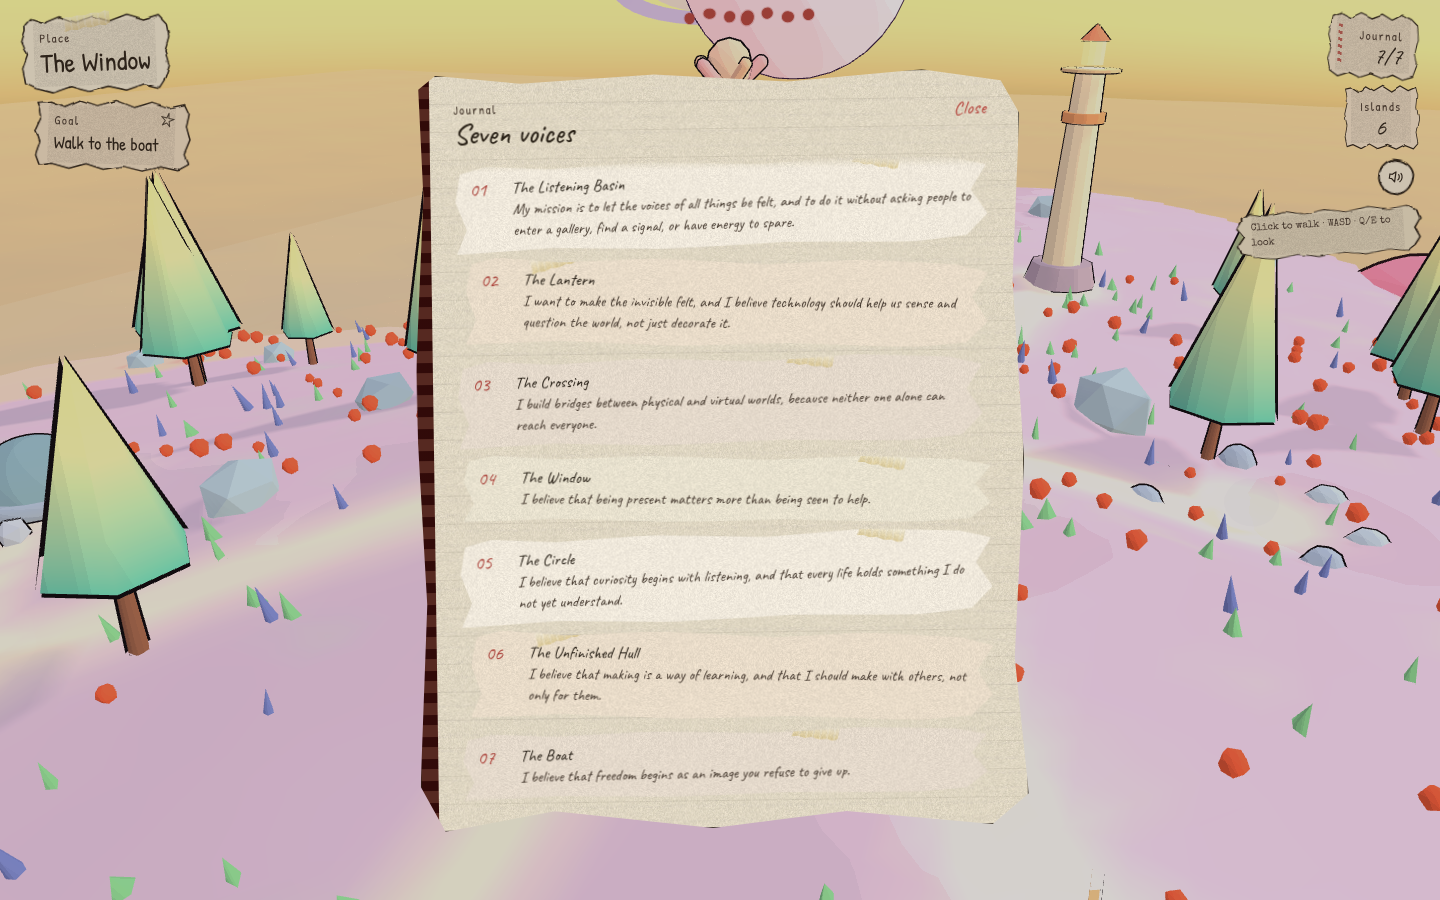 Place
The Window
Goal
Walk to the boat
Journal
7/7
Islands
6
Click to walk · WASD · Q/E to
look
Journal
Close
Seven voices
01
The Listening Basin
My mission is to let the voices of all things be felt, and to do it without asking people to
enter a gallery, find a signal, or have energy to spare.
02
The Lantern
I want to make the invisible felt, and I believe technology should help us sense and
question the world, not just decorate it.
03
The Crossing
I build bridges between physical and virtual worlds, because neither one alone can
reach everyone.
04
The Window
I believe that being present matters more than being seen to help.
05
The Circle
I believe that curiosity begins with listening, and that every life holds something I do
not yet understand.
06
The Unfinished Hull
I believe that making is a way of learning, and that I should make with others, not
only for them.
07
The Boat
I believe that freedom begins as an image you refuse to give up.